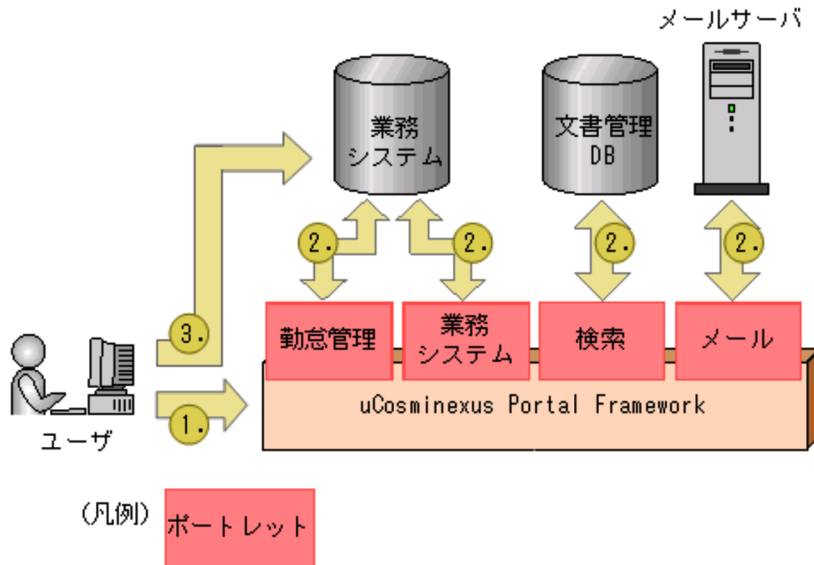 メールサーバ
業務
システム
文書管理
DB
2.
2.
2.
2.
3.
勤怠管理
業務
システム
検索
メール
1.
uCosminexus Portal Framework
ユーザ
(凡例)
ポートレット